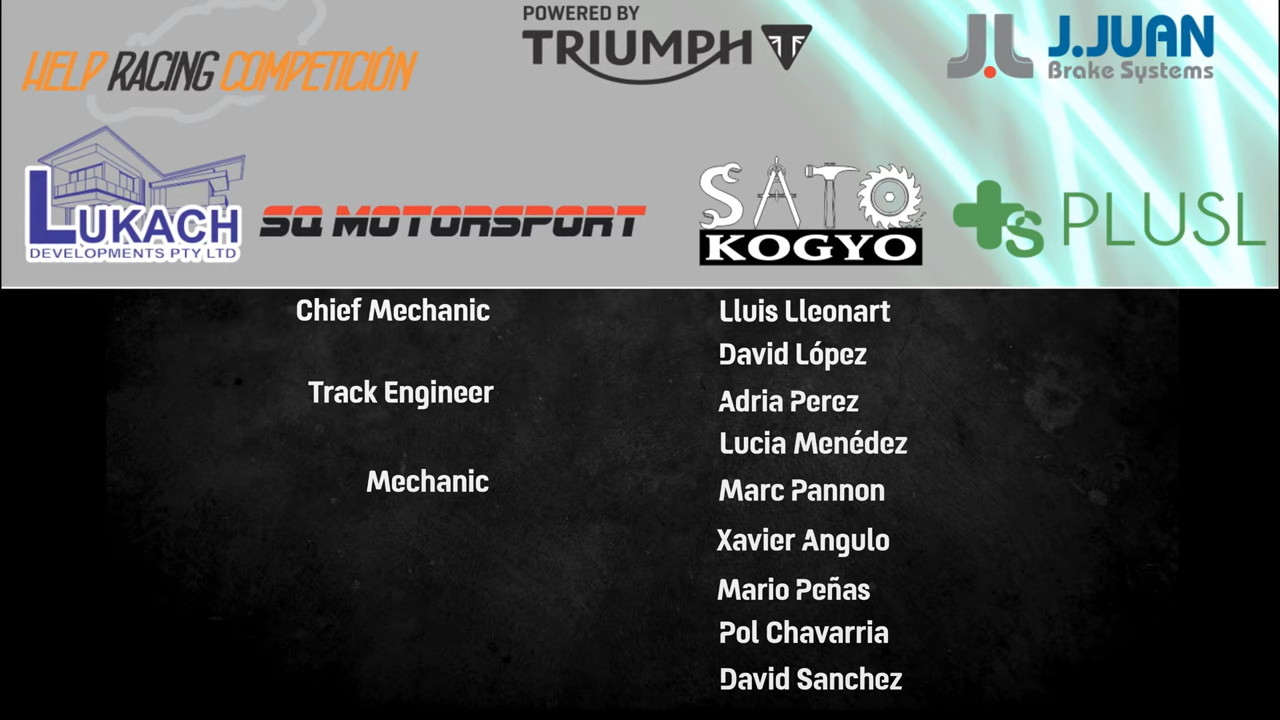 POWERED BY
TRIUMPH
HELP RACING COMPETICIÓN
J.JUAN
Brake Systems
LUKACH
DEVELOPMENTS PTY LTD
SQ MOTORSPORT
SATO
KOGYO
S PLUSL
Chief Mechanic Lluis Lleonart
David López
Track Engineer Adria Perez
Lucia Menédez
Mechanic Marc Pannon
Xavier Angulo
Mario Peñas
Pol Chavarria
David Sanchez